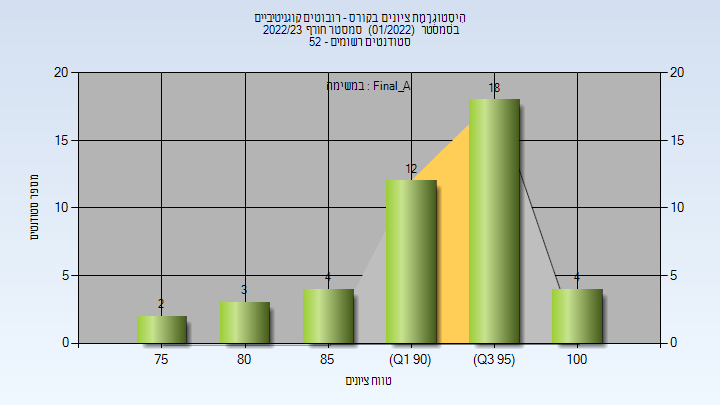 היסטוגרמת ציונים בקורס - רובוטים קוגניטיביים
בסמסטר (01/2022) סמסטר חורף 2022/23
סטודנטים רשומים - 52
במשימה : Final_A
20 20
15 15
10 10
5 5
0 0
מספר סטודנטים
2 3 4 12 18 4
75 80 85 (Q1 90) (Q3 95) 100
טווח ציונים